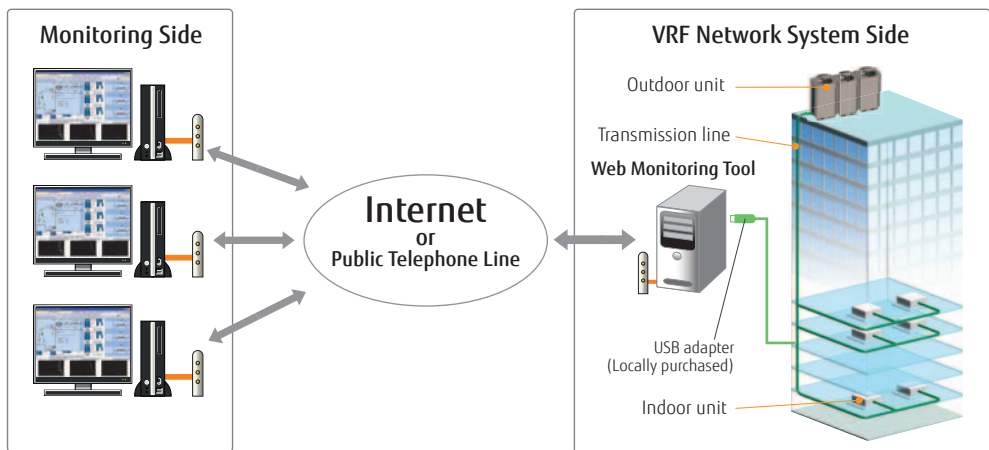 Monitoring Side
VRF Network System Side
Outdoor unit
Transmission line
Web Monitoring Tool
Internet
or
Public Telephone Line
USB adapter
(Locally purchased)
Indoor unit